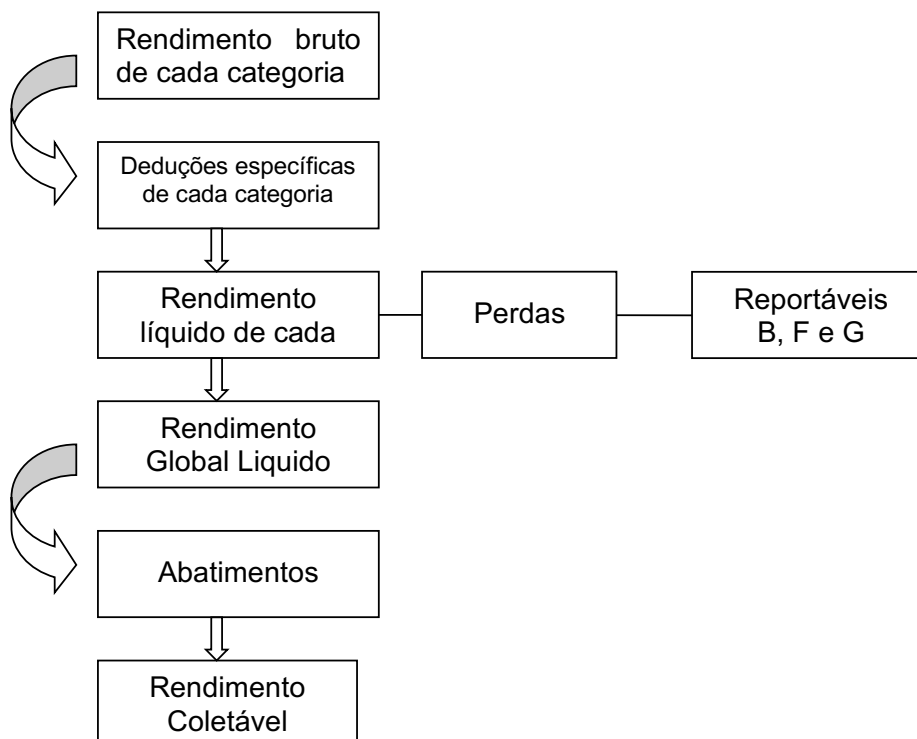 Rendimento bruto
de cada categoria
Deduções específicas
de cada categoria
Rendimento
líquido de cada
Perdas
Reportáveis
B, F e G
Rendimento
Global Liquido
Abatimentos
Rendimento
Coletável